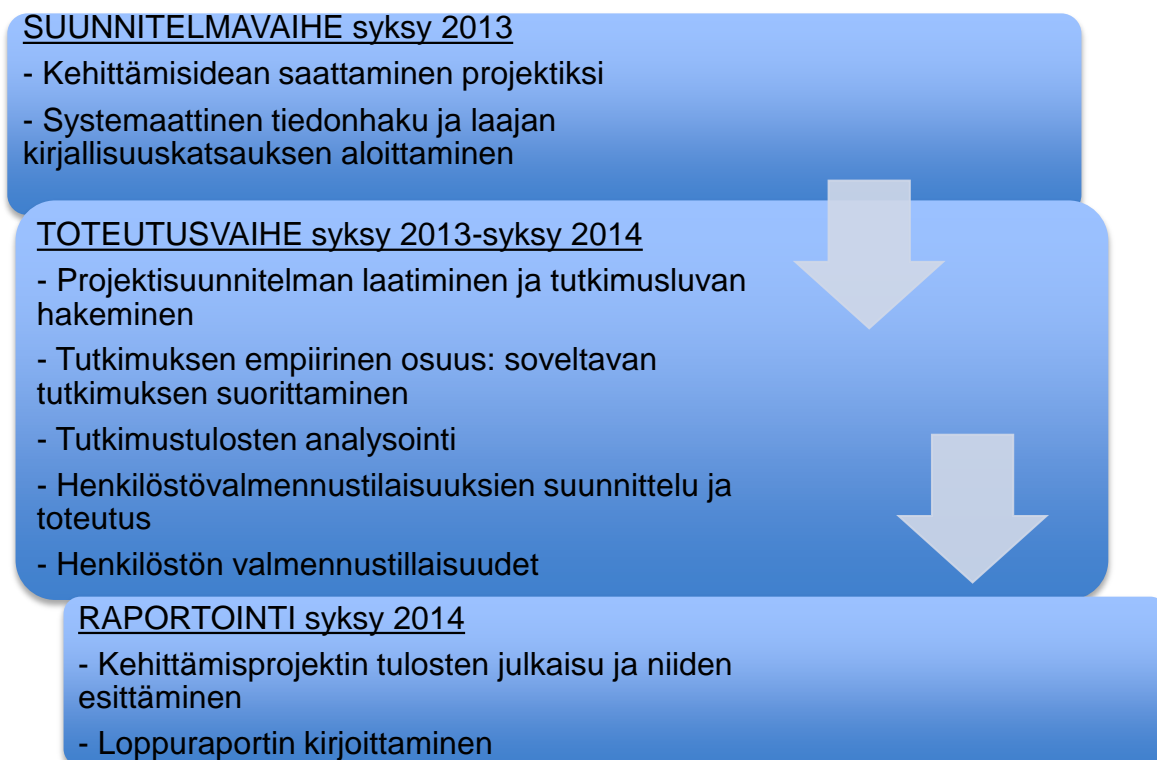 SUUNNITELMAVAIHE syksy 2013
- Kehittämisidean saattaminen projektiksi
- Systemaattinen tiedonhaku ja laajan
kirjallisuuskatsauksen aloittaminen
TOTEUTUSVAIHE syksy 2013-syksy 2014
- Projektisuunnitelman laatiminen ja tutkimusluvan
hakeminen
- Tutkimuksen empiirinen osuus: soveltavan
tutkimuksen suorittaminen
- Tutkimustulosten analysointi
- Henkilöstövalmennustilaisuuksien suunnittelu ja
toteutus
- Henkilöstön valmennustillaisuudet
RAPORTOINTI syksy 2014
- Kehittämisprojektin tulosten julkaisu ja niiden
esittäminen
- Loppuraportin kirjoittaminen